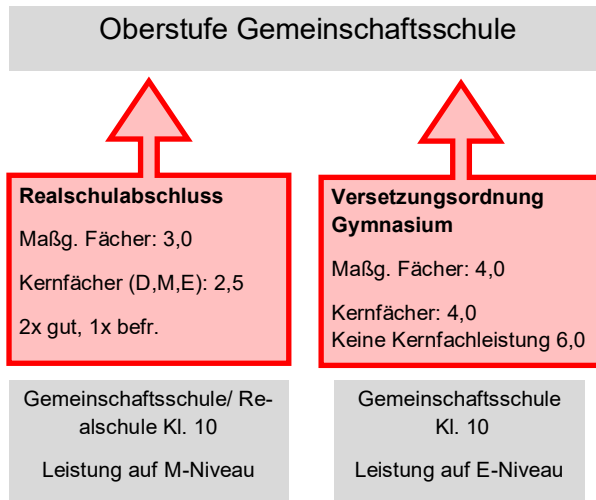 Oberstufe Gemeinschaftsschule
Realschulabschluss
Maßg. Fächer: 3,0
Kernfächer (D,M,E): 2,5
2x gut, 1x befr.
Versetzungsordnung
Gymnasium
Maßg. Fächer: 4,0
Kernfächer: 4,0
Keine Kernfachleistung 6,0
Gemeinschaftsschule/ Re-
alschule Kl. 10
Leistung auf M-Niveau
Gemeinschaftsschule
Kl. 10
Leistung auf E-Niveau